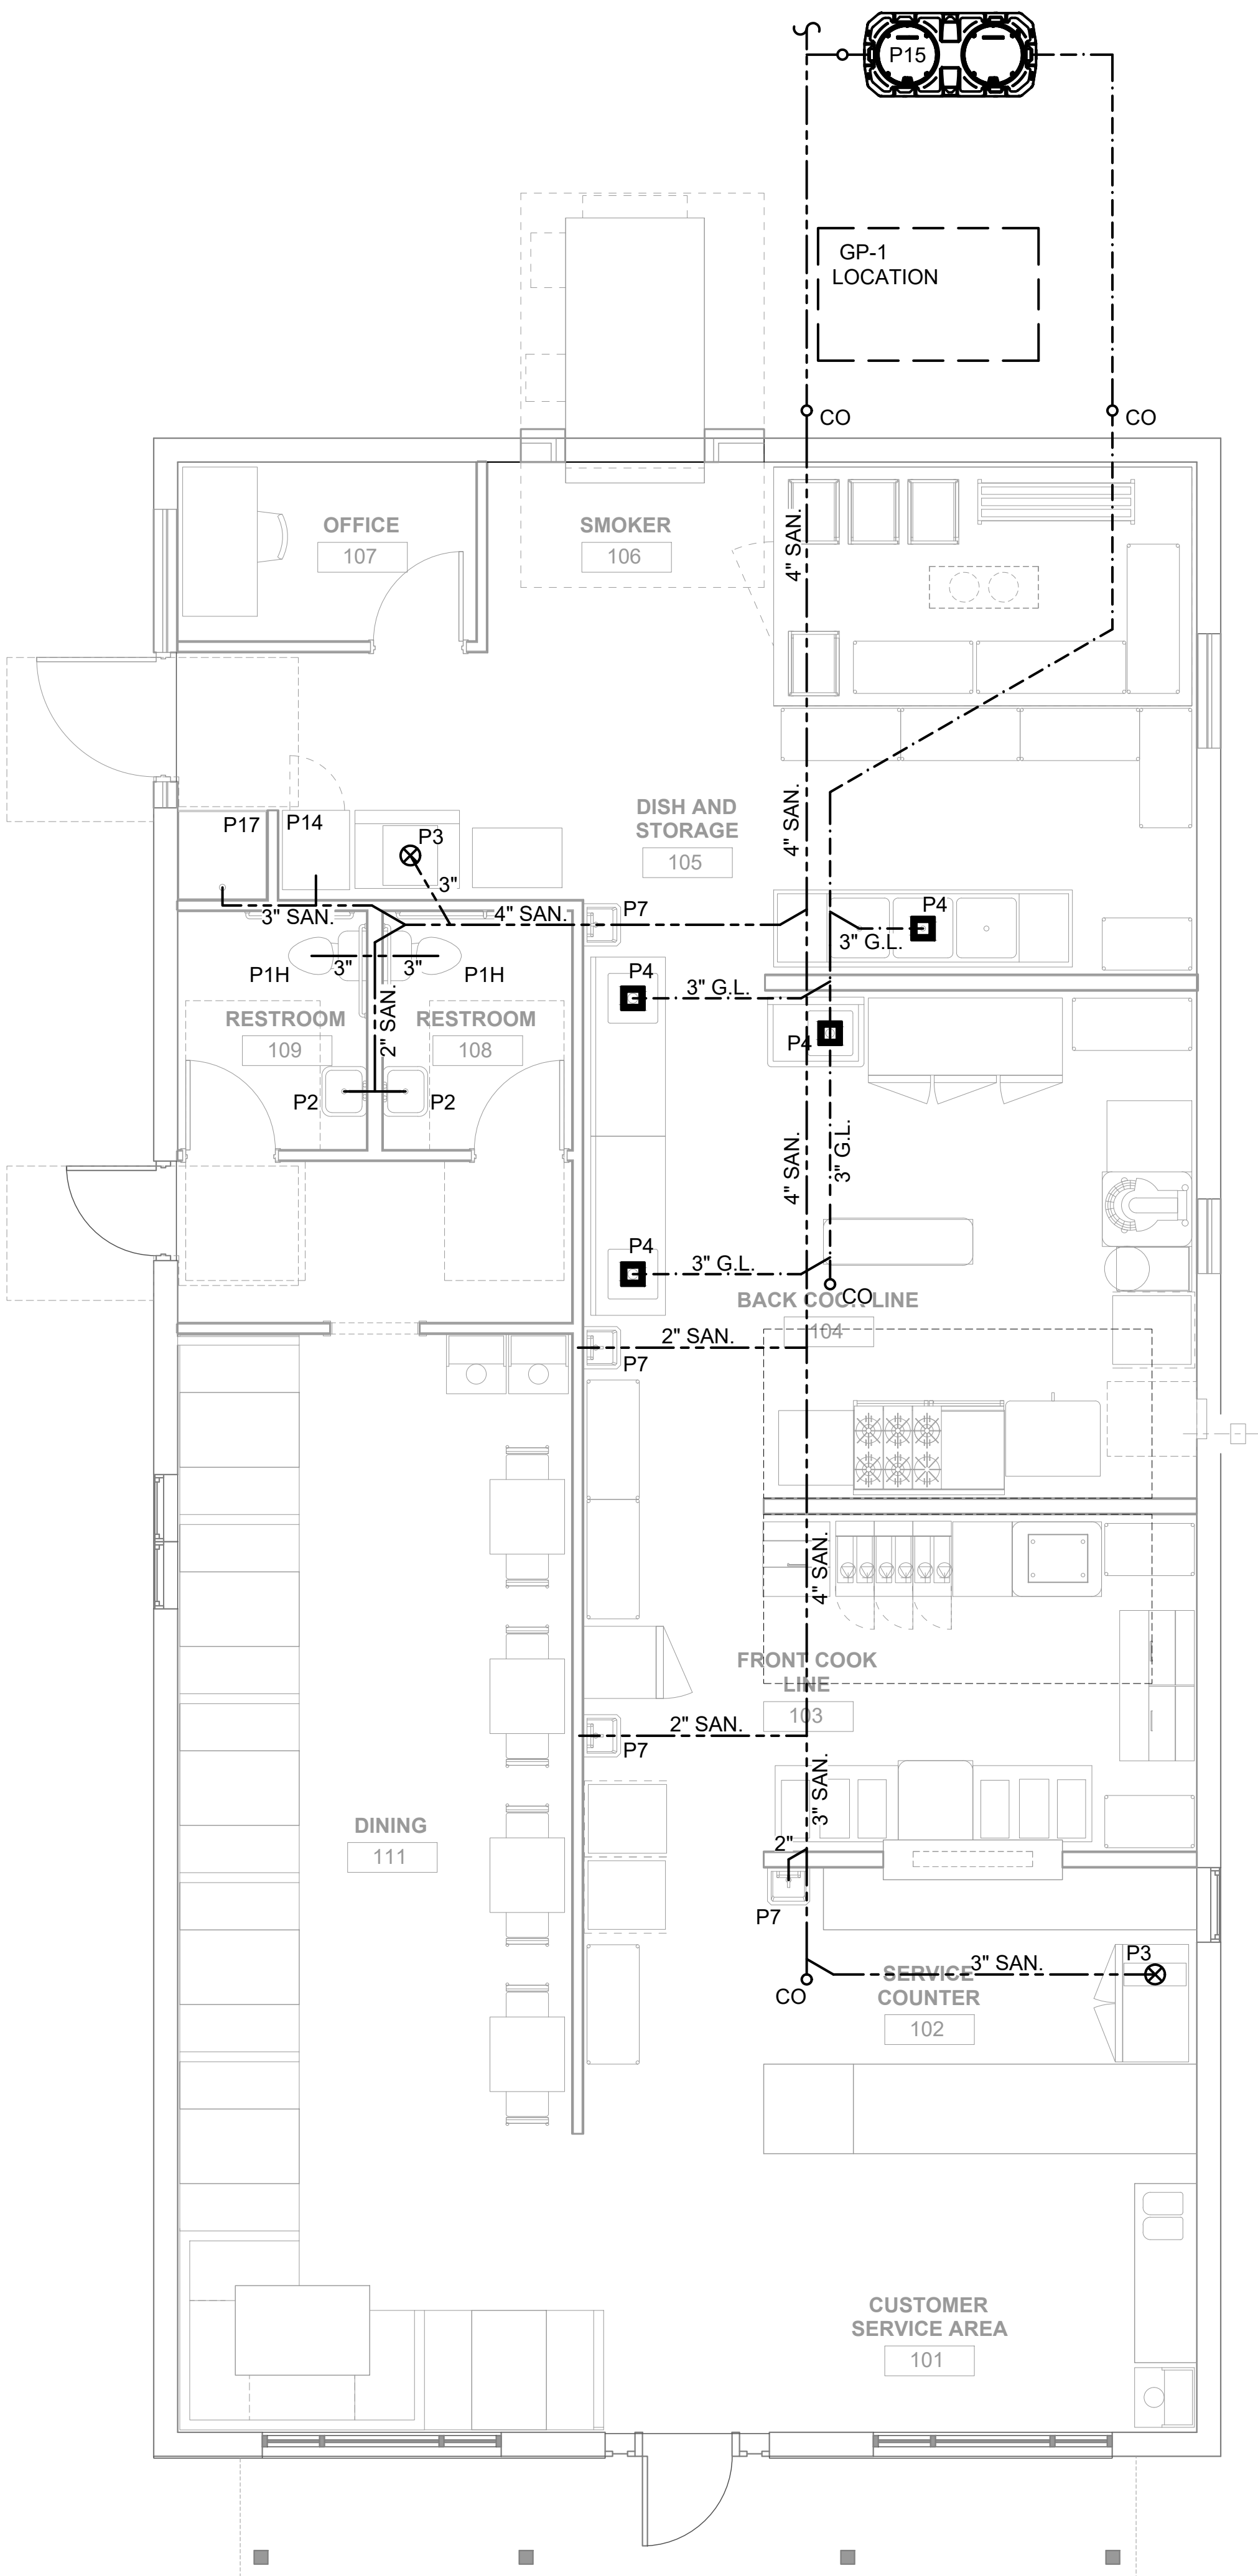 P15
GP-1
LOCATION
CO
CO
OFFICE
107
SMOKER
106
4" SAN.
4" SAN.
DISH AND
STORAGE
105
P17
P14
P3
3"
3" SAN.
4" SAN.
P7
P4
3" G.L.
P1H
3"
3"
P1H
P4
3" G.L.
P4
RESTROOM
109
RESTROOM
108
2" SAN.
P2
P2
4" SAN.
3" G.L.
P4
3" G.L.
CO
BACK COOK LINE
104
2" SAN.
P7
4" SAN.
FRONT COOK
LINE
103
2" SAN.
P7
3" SAN.
DINING
111
2"
P7
P3
3" SAN.
CO
SERVICE
COUNTER
102
CUSTOMER
SERVICE AREA
101